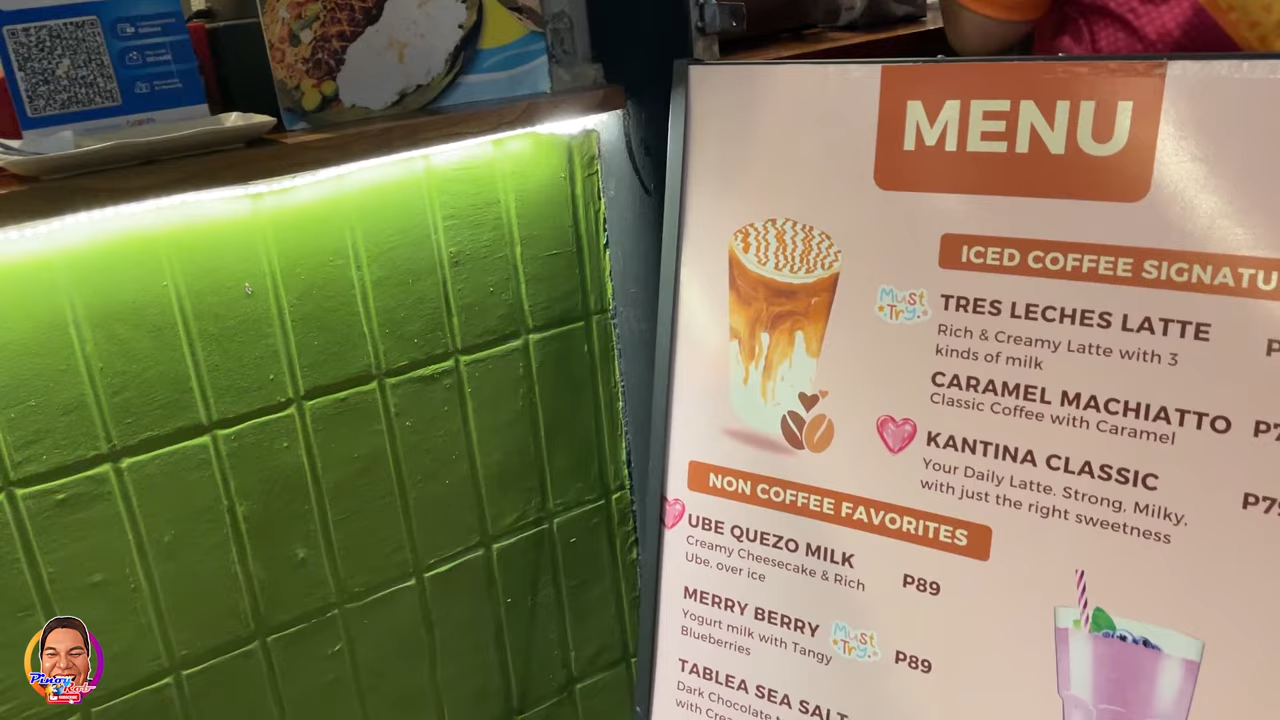 MENU
ICED COFFEE SIGNATU
Must Try.
TRES LECHES LATTE
Rich & Creamy Latte with 3
kinds of milk
CARAMEL MACHIATTO
Classic Coffee with Caramel
KANTINA CLASSIC
Your Daily Latte. Strong, Milky,
with just the right sweetness
NON COFFEE FAVORITES
UBE QUEZO MILK
Creamy Cheesecake & Rich
Ube, over ice
P89
MERRY BERRY
Yogurt milk with Tangy
Blueberries
Must Try.
P89
TABLEA SEA SALT
Dark Chocolate
Pinoy
Rob